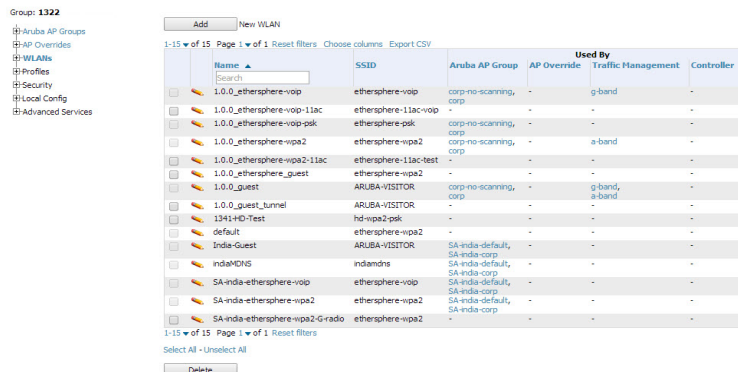 Group: 1322
Aruba AP Groups
AP Overrides
WLANs
Profiles
Security
Local Config
Advanced Services
Add New WLAN
1-15 of 15 Page 1 of 1 Reset filters Choose columns Export CSV
Used By
Name SSID Aruba AP Group AP Override Traffic Management Controller
Search
1.0.0_ethersphere-voip ethersphere-voip corp-no-scanning, - g-band -
corp
1.0.0_ethersphere-voip-11ac ethersphere-11ac-voip - - - -
1.0.0_ethersphere-voip-psk ethersphere-psk corp-no-scanning, - - -
corp
1.0.0_ethersphere-wpa2 ethersphere-wpa2 corp-no-scanning, - a-band -
corp
1.0.0_ethersphere-wpa2-11ac ethersphere-11ac-test - - - -
1.0.0_ethersphere_guest ethersphere-wpa2 - - - -
1.0.0_guest ARUBA-VISITOR corp-no-scanning, - g-band, -
corp a-band
1.0.0_guest_tunnel ARUBA-VISITOR - - - -
1341-HD-Test hd-wpa2-psk - - - -
default ethersphere-wpa2 - - - -
India-Guest ARUBA-VISITOR SA-india-default, - - -
SA-india-corp
indiaMDNS indiamdns SA-india-default, - - -
SA-india-corp
SA-india-ethersphere-voip ethersphere-voip SA-india-default, - - -
SA-india-corp
SA-india-ethersphere-wpa2 ethersphere-wpa2 SA-india-default, - - -
SA-india-corp
SA-india-ethersphere-wpa2-G-radio ethersphere-wpa2 - - - -
1-15 of 15 Page 1 of 1 Reset filters
Select All - Unselect All
Delete